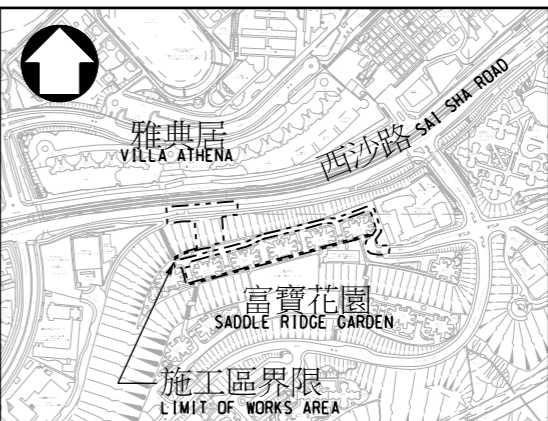 雅典居
VILLA ATHENA
西沙路 SAI SHA ROAD
富寶花園
SADDLE RIDGE GARDEN
施工區界限
LIMIT OF WORKS AREA